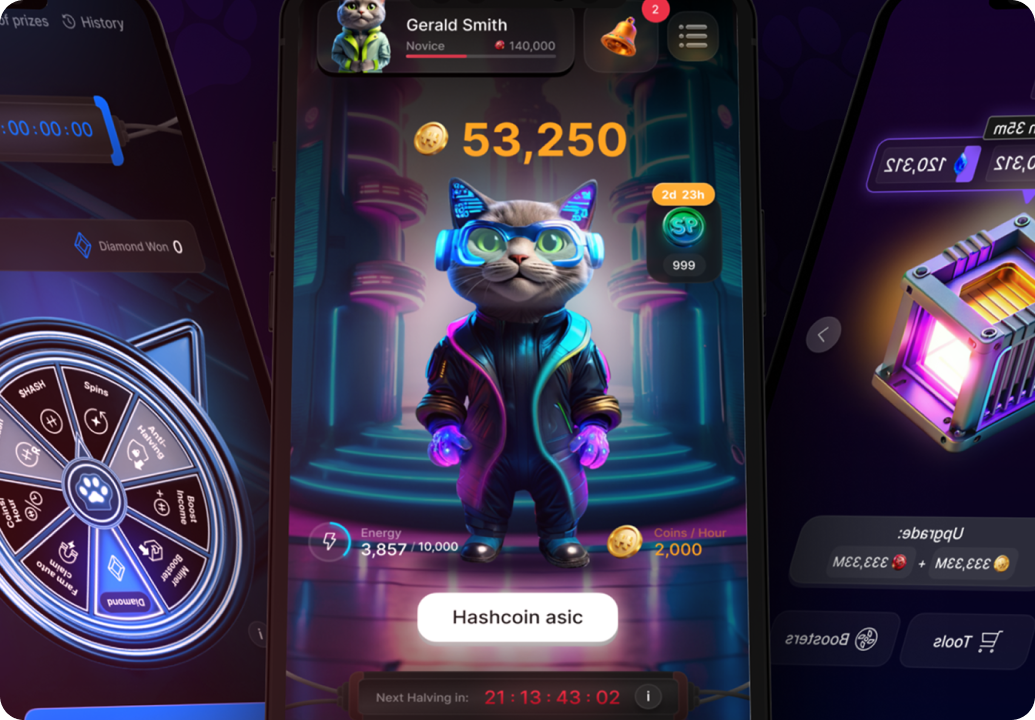 of prizes
History
:00:00:00
Diamond Won 0
$HASH
Spins
Anti-
Halving
Boost
Income
Miner
Booster
Diamond
Farm auto
claim
Coins/
Hour
Gerald Smith
Novice
140,000
2
53,250
2d 23h
SP
999
Energy
3,857 / 10,000
Coins / Hour
2,000
Hashcoin asic
Next Halving in: 21 : 13 : 43 : 02
35m
120,312
0,312
Upgrade:
333,33M + 333,33M
Boosters
Tools